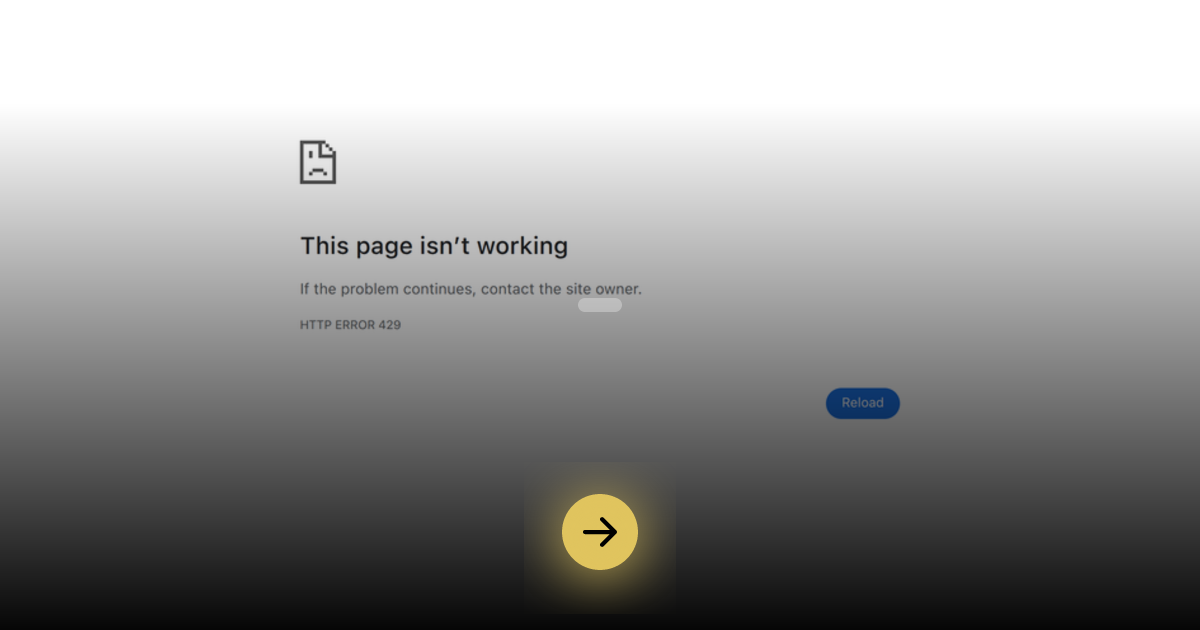 This page isn’t working
If the problem continues, contact the site owner.
HTTP ERROR 429
Reload